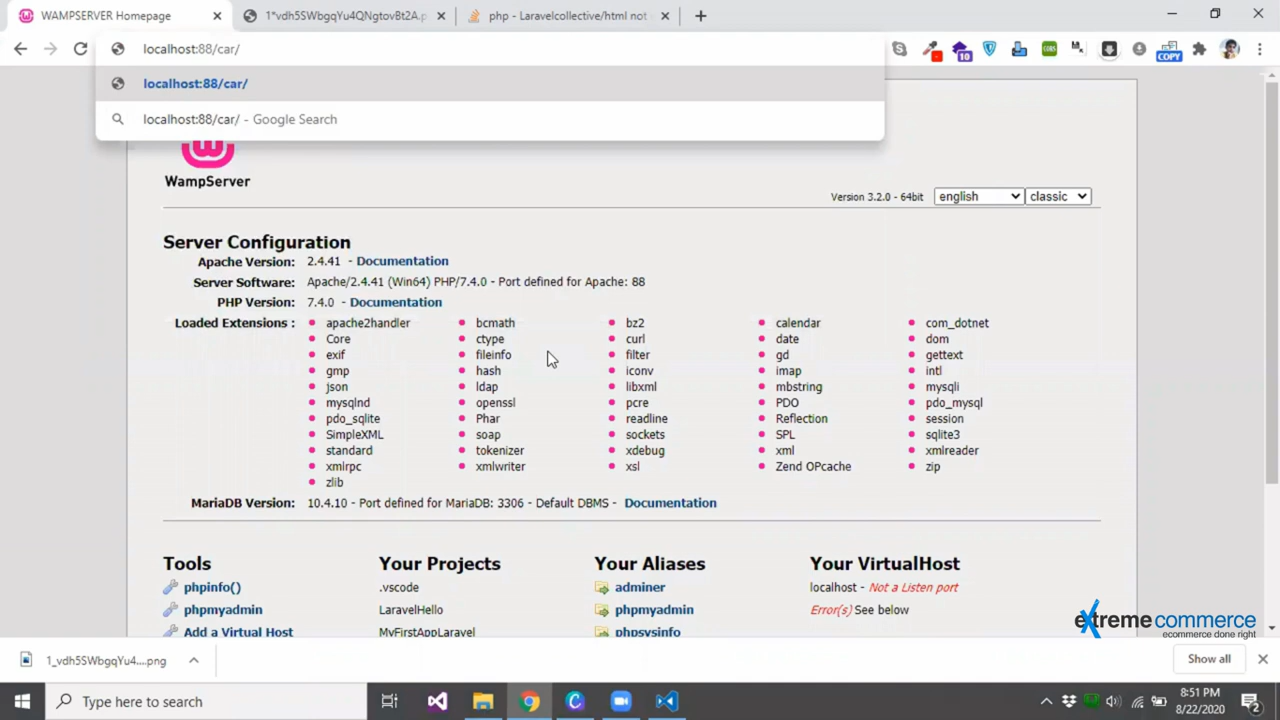 WAMPSERVER Homepage
1*vdh5SWbgqYu4QNgtovBt2A.p
php - Laravelcollective/html not
localhost:88/car/
10
CORS
COPY
localhost:88/car/
localhost:88/car/ - Google Search
WampServer
Version 3.2.0 - 64bit english classic
Server Configuration
Apache Version: 2.4.41 - Documentation
Server Software: Apache/2.4.41 (Win64) PHP/7.4.0 - Port defined for Apache: 88
PHP Version: 7.4.0 - Documentation
Loaded Extensions : apache2handler bcmath bz2 calendar com_dotnet
Core ctype curl date dom
exif fileinfo filter gd gettext
gmp hash iconv imap intl
json ldap libxml mbstring mysqli
mysqlnd openssl pcre PDO pdo_mysql
pdo_sqlite Phar readline Reflection session
SimpleXML soap sockets SPL sqlite3
standard tokenizer xdebug xml xmlreader
xmlrpc xmlwriter xsl Zend OPcache zip
zlib
MariaDB Version: 10.4.10 - Port defined for MariaDB: 3306 - Default DBMS - Documentation
Tools Your Projects Your Aliases Your VirtualHost
phpinfo() .vscode adminer localhost - Not a Listen port
phpmyadmin LaravelHello phpmyadmin Error(s) See below
Add a Virtual Host MyFirstAppLaravel phpsysinfo
extreme commerce
ecommerce done right
1_vdh5SWbgqYu4....png
Show all
Type here to search
8:51 PM
8/22/2020
2